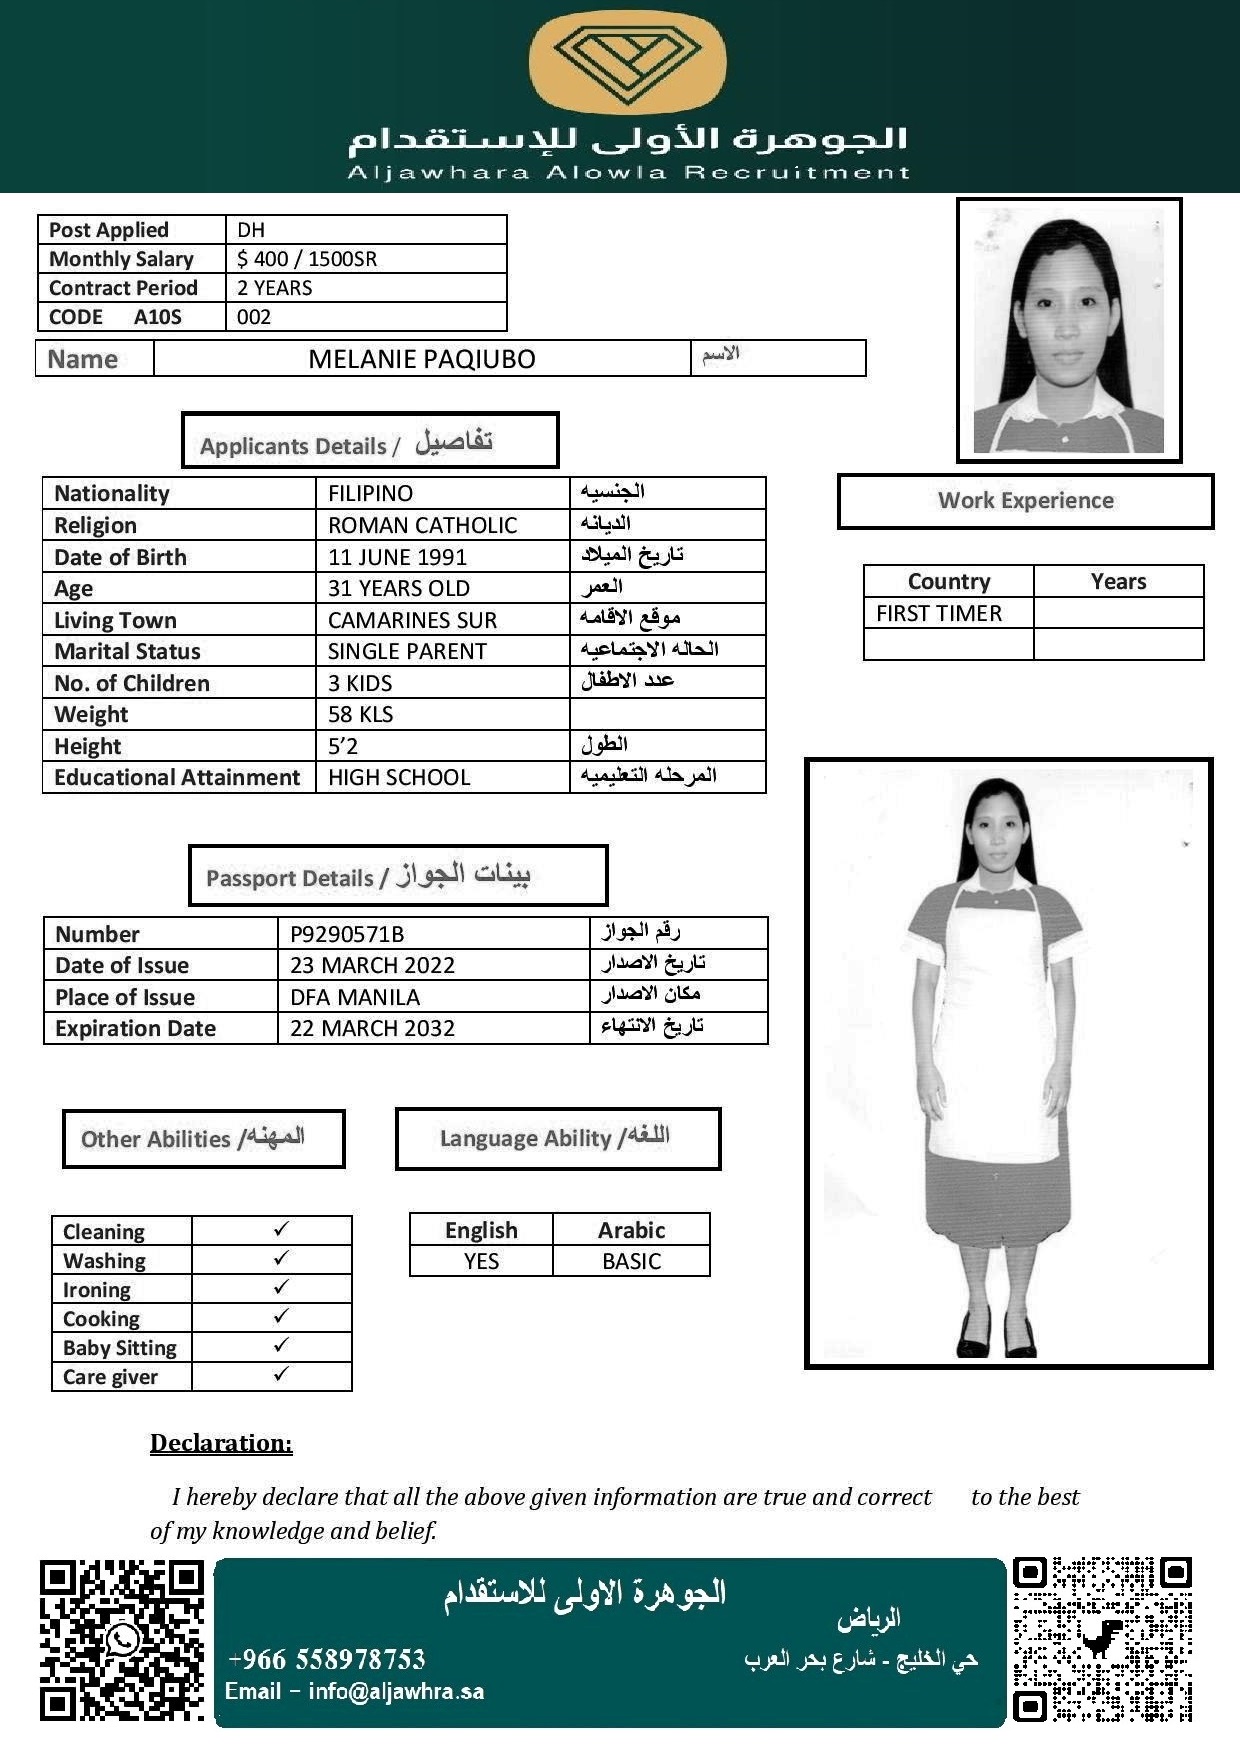 الجوهرة الأولى للإستقدام
Aljawhara Alowla Recruitment
Post Applied DH
Monthly Salary $ 400 / 1500SR
Contract Period 2 YEARS
CODE A10S 002
Name MELANIE PAQIUBO الاسم
Applicants Details / تفاصيل
Nationality FILIPINO الجنسيه
Religion ROMAN CATHOLIC الديانه
Date of Birth 11 JUNE 1991 تاريخ الميلاد
Age 31 YEARS OLD العمر
Living Town CAMARINES SUR موقع الاقامه
Marital Status SINGLE PARENT الحاله الاجتماعيه
No. of Children 3 KIDS عدد الاطفال
Weight 58 KLS
Height 5’2 الطول
Educational Attainment HIGH SCHOOL المرحله التعليميه
Work Experience
Country Years
FIRST TIMER
Passport Details / بينات الجواز
Number P9290571B رقم الجواز
Date of Issue 23 MARCH 2022 تاريخ الاصدار
Place of Issue DFA MANILA مكان الاصدار
Expiration Date 22 MARCH 2032 تاريخ الانتهاء
Other Abilities /المهنه
Cleaning ✓
Washing ✓
Ironing ✓
Cooking ✓
Baby Sitting ✓
Care giver ✓
Language Ability /اللغه
English Arabic
YES BASIC
Declaration:
I hereby declare that all the above given information are true and correct to the best
of my knowledge and belief.
الجوهرة الاولى للاستقدام
الرياض
+966 558978753 حي الخليج - شارع بحر العرب
Email - info@aljawhra.sa